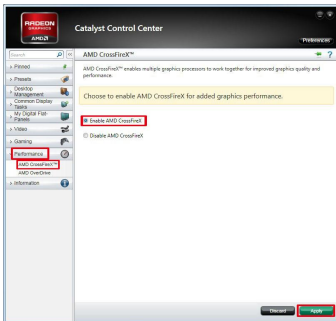 RADEON
GRAPHICS
AMD
Catalyst Control Center
Preferences
Search
Pinned
Presets
Desktop
Management
Common Display
Tasks
My Digital Flat-
Panels
Video
Gaming
Performance
AMD CrossFireX™
AMD OverDrive
Information
AMD CrossFireX™
AMD CrossFireX™ enables multiple graphics processors to work together for improved graphics quality and
performance.
Choose to enable AMD CrossFireX for added graphics performance.
Enable AMD CrossFireX
Disable AMD CrossFireX
Discard
Apply